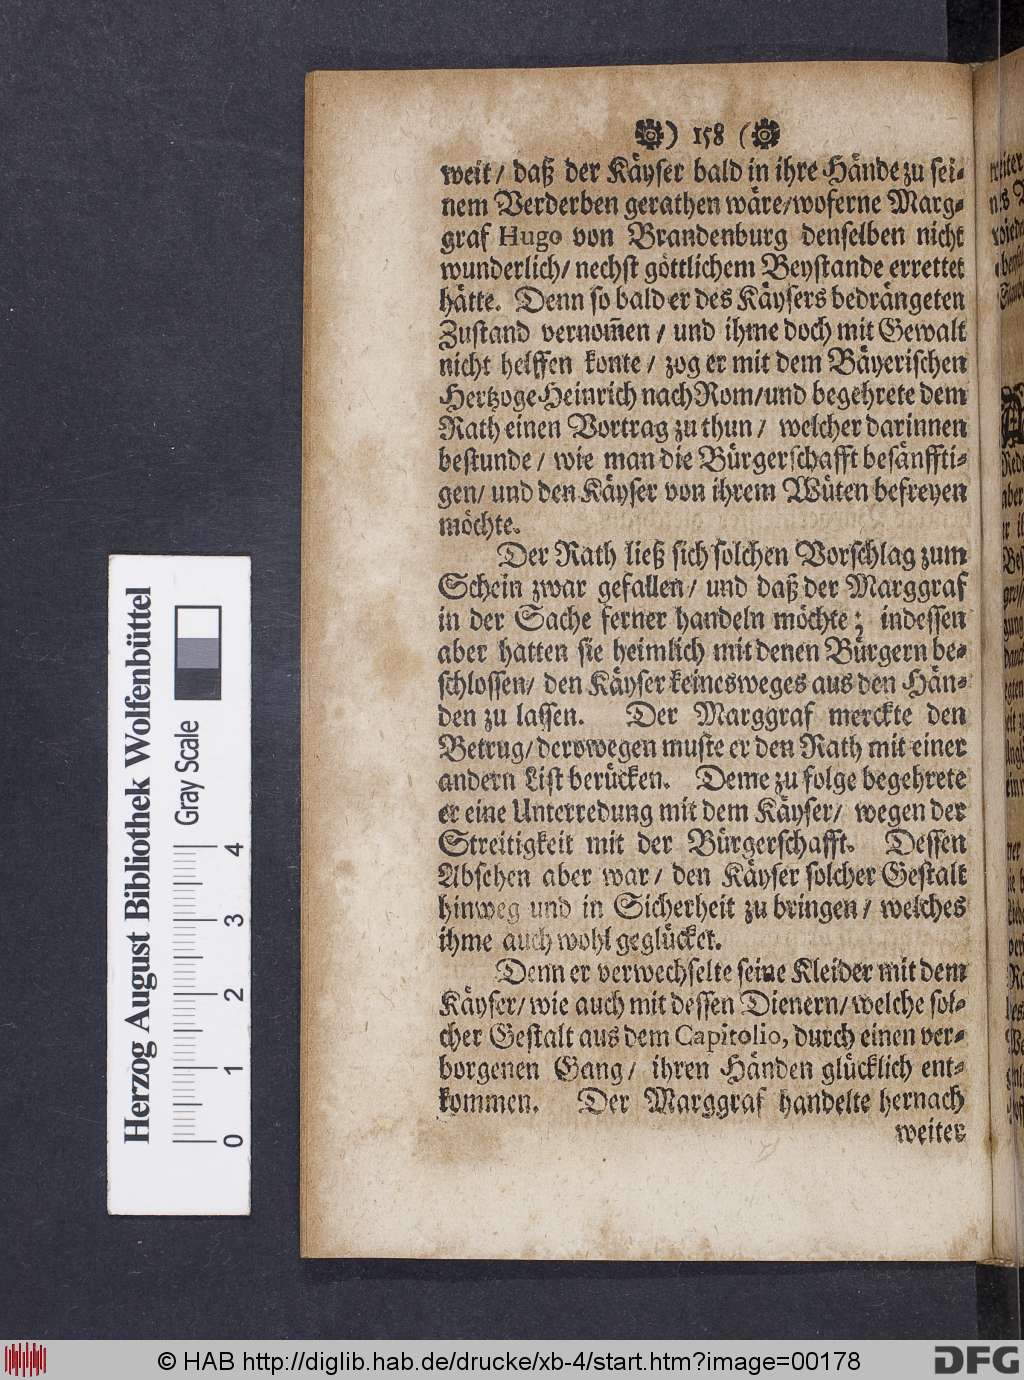 ) 158 (
weit / daß der Käyser bald in ihre Hände zu sei-
nem Verderben gerathen wäre/woferne Marg-
graf Hugo von Brandenburg denselben nicht
wunderlich/ nechst göttlichem Beystande errettet
hätte. Denn so bald er des Käysers bedrängeten
Zustand vernom̃en / und ihme doch mit Gewalt
nicht helffen konte / zog er mit dem Bäyerischen
Hertzoge Heinrich nach Rom/und begehrete dem
Rath einen Vortrag zu thun / welcher darinnen
bestunde / wie man die Bürgerschafft besänffti-
gen/ und den Käyser von ihrem Wüten befreyen
möchte.
Der Rath ließ sich solchen Vorschlag zum
Schein zwar gefallen / und daß der Marggraf
in der Sache ferner handeln möchte; indessen
aber hatten sie heimlich mit denen Bürgern be-
schlossen/ den Käyser keinesweges aus den Hän-
den zu lassen. Der Marggraf merckte den
Betrug/ derowegen muste er den Rath mit einer
andern List berücken. Deme zu folge begehrete
er eine Unterredung mit dem Käyser/ wegen der
Streitigkeit mit der Bürgerschafft. Dessen
Absehen aber war / den Käyser solcher Gestalt
hinweg und in Sicherheit zu bringen / welches
ihme auch wohl geglücket.
Denn er verwechselte seine Kleider mit dem
Käyser/ wie auch mit dessen Dienern/ welche sol-
cher Gestalt aus dem Capitolio, durch einen ver-
borgenen Gang / ihren Händen glücklich ent-
kommen. Der Marggraf handelte hernach
weiter
Herzog August Bibliothek Wolfenbüttel
Gray Scale
0 1 2 3 4
© HAB http://diglib.hab.de/drucke/xb-4/start.htm?image=00178
DFG